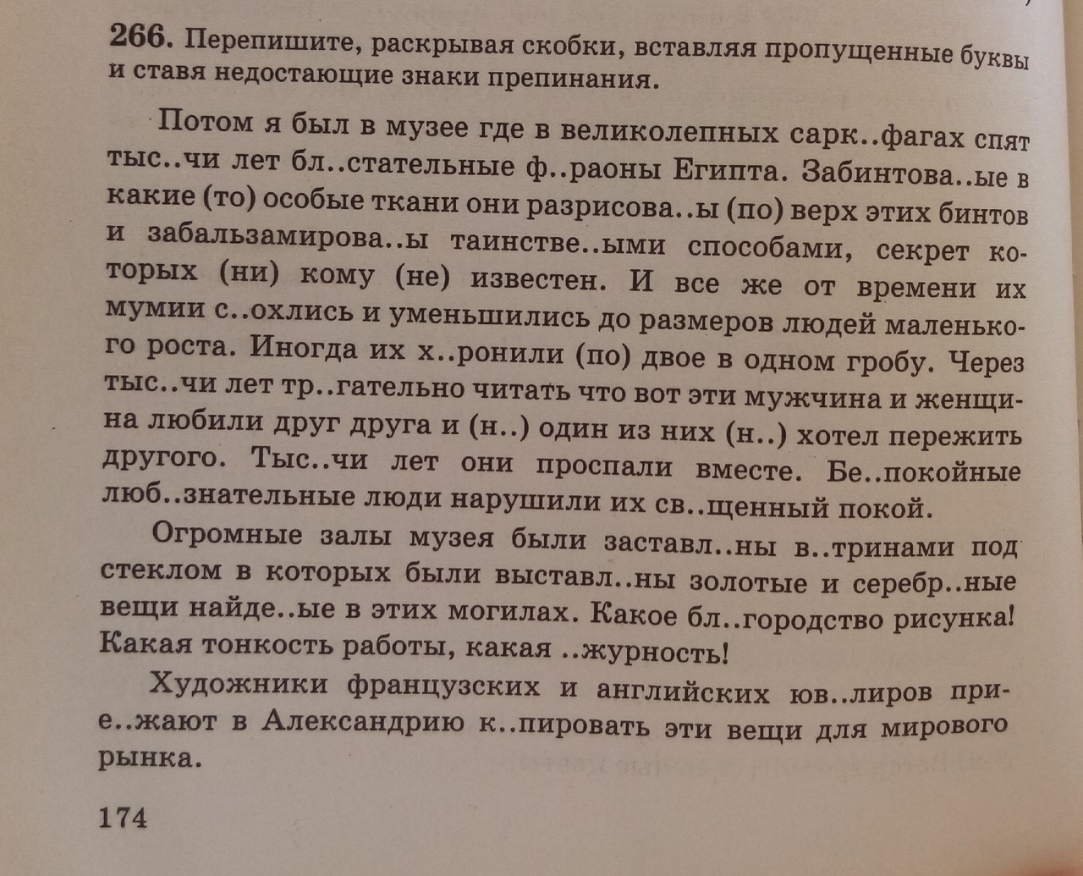 266. Перепишите, раскрывая скобки, вставляя пропущенные буквы
и ставя недостающие знаки препинания.
Потом я был в музее где в великолепных сарк..фагах спят
тыс..чи лет бл..стательные ф..раоны Египта. Забинтова..ые в
какие (то) особые ткани они разрисова..ы (по) верх этих бинтов
и забальзамирова..ы таинстве..ыми способами, секрет ко-
торых (ни) кому (не) известен. И все же от времени их
мумии с..охлись и уменьшились до размеров людей маленько-
го роста. Иногда их х..ронили (по) двое в одном гробу. Через
тыс..чи лет тр..гательно читать что вот эти мужчина и женщи-
на любили друг друга и (н..) один из них (н..) хотел пережить
другого. Тыс..чи лет они проспали вместе. Бе..покойные
люб..знательные люди нарушили их св..щенный покой.
Огромные залы музея были заставл..ны в..тринами под
стеклом в которых были выставл..ны золотые и серебр..ные
вещи найде..ые в этих могилах. Какое бл..городство рисунка!
Какая тонкость работы, какая ..журность!
Художники французских и английских юв..лиров при-
е..жают в Александрию к..пировать эти вещи для мирового
рынка.
174